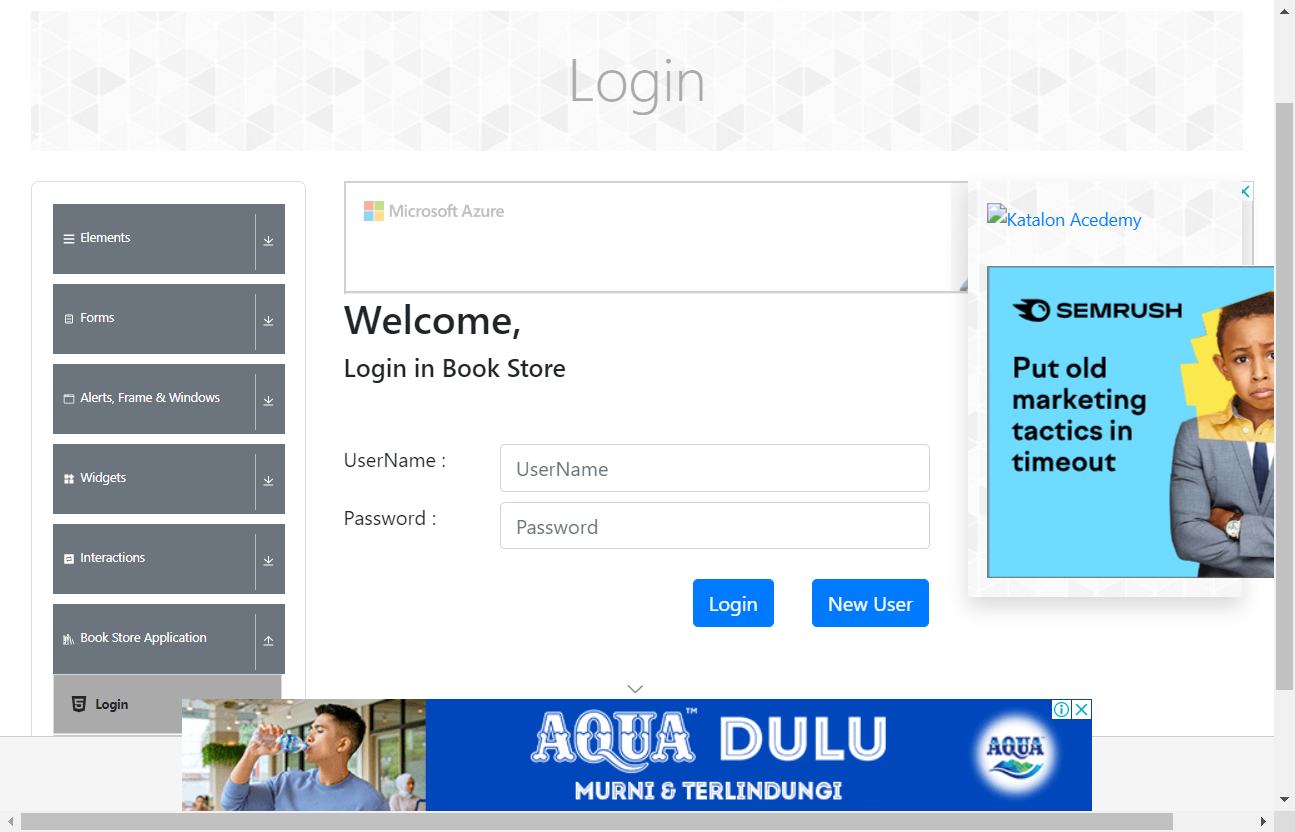 Login
Elements
Forms
Alerts, Frame & Windows
Widgets
Interactions
Book Store Application
Login
Microsoft Azure
Welcome,
Login in Book Store
UserName :
UserName
Password :
Password
Login
New User
Katalon Acedemy
SEMRUSH
Put old
marketing
tactics in
timeout
AQUA™ DULU
MURNI & TERLINDUNGI
AQUA